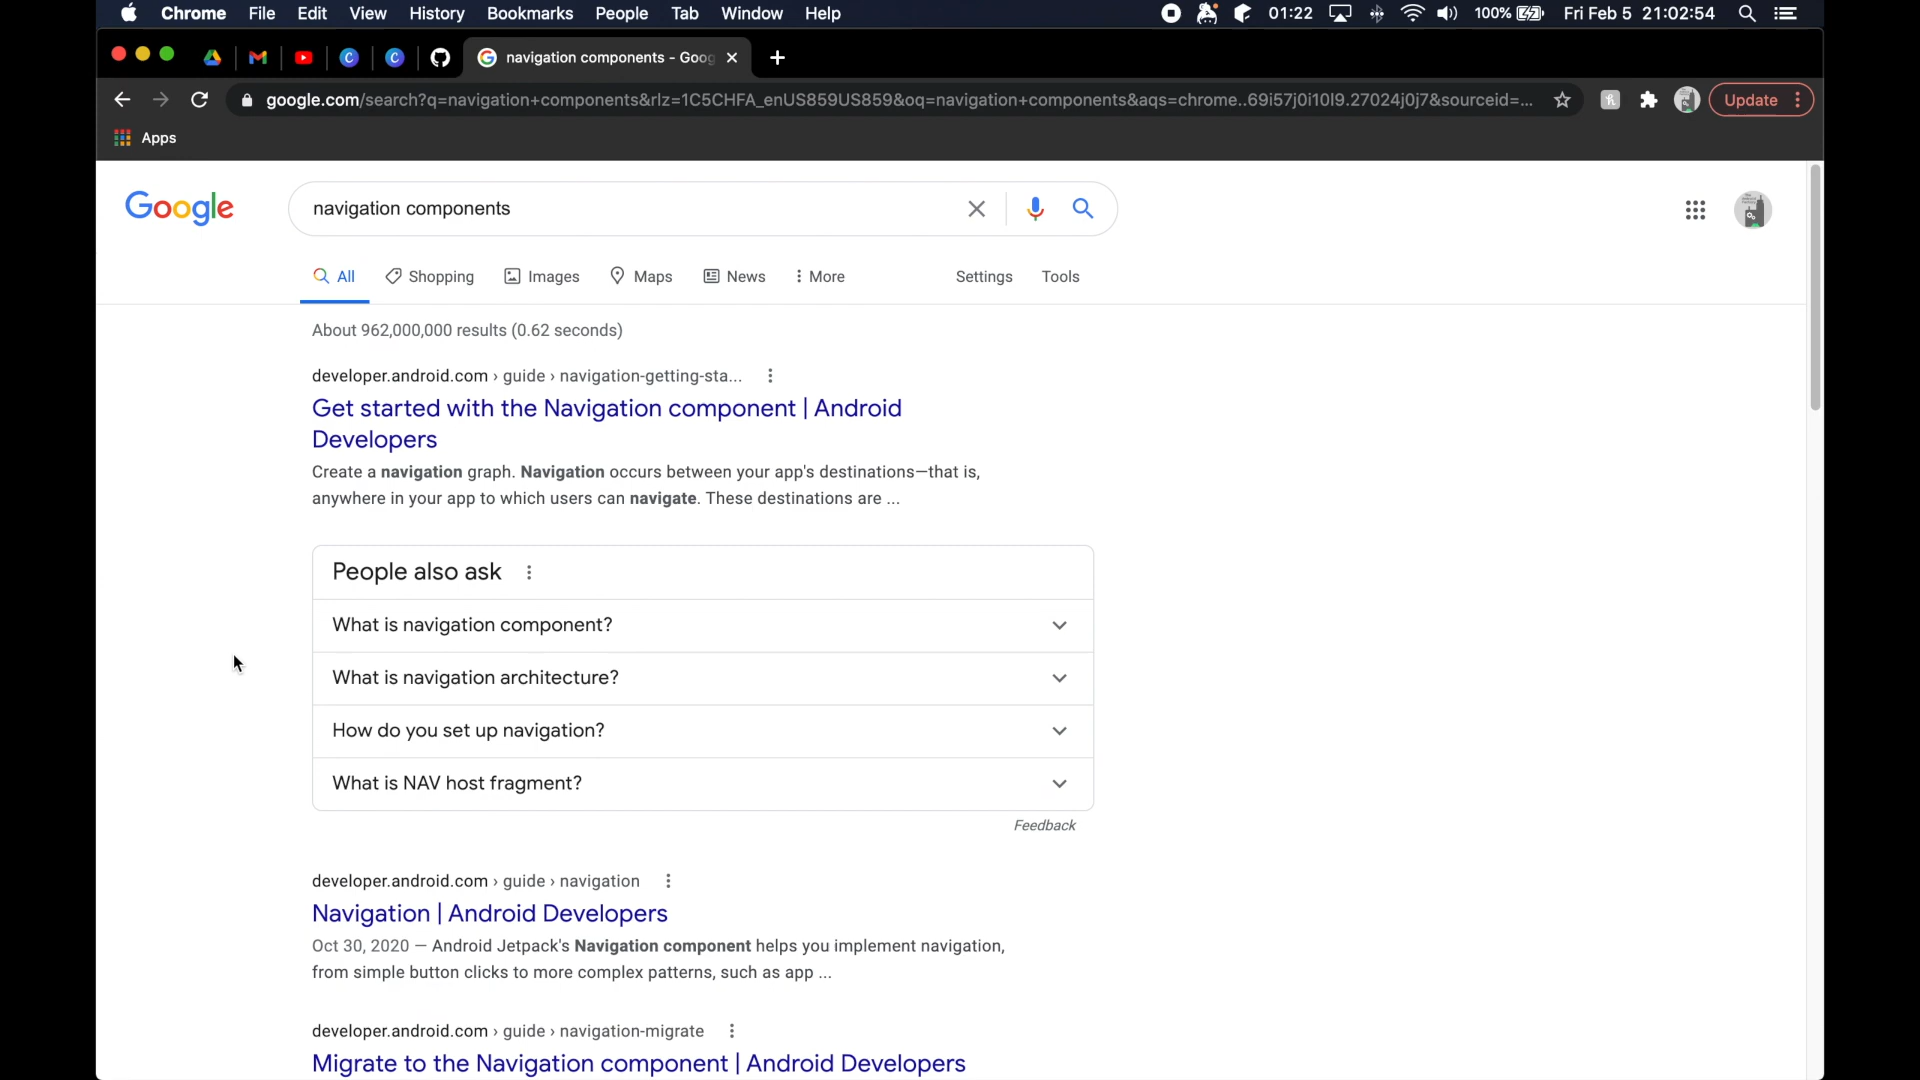 Chrome File Edit View History Bookmarks People Tab Window Help 01:22 100% Fri Feb 5 21:02:54
navigation components - Goog
google.com/search?q=navigation+components&rlz=1C5CHFA_enUS859US859&oq=navigation+components&aqs=chrome..69i57j0i10l9.27024j0j7&sourceid=... Update
Apps
Google navigation components
All Shopping Images Maps News More Settings Tools
About 962,000,000 results (0.62 seconds)
developer.android.com › guide › navigation-getting-sta...
Get started with the Navigation component | Android
Developers
Create a navigation graph. Navigation occurs between your app's destinations—that is,
anywhere in your app to which users can navigate. These destinations are ...
People also ask
What is navigation component?
What is navigation architecture?
How do you set up navigation?
What is NAV host fragment?
Feedback
developer.android.com › guide › navigation
Navigation | Android Developers
Oct 30, 2020 — Android Jetpack's Navigation component helps you implement navigation,
from simple button clicks to more complex patterns, such as app ...
developer.android.com › guide › navigation-migrate
Migrate to the Navigation component | Android Developers